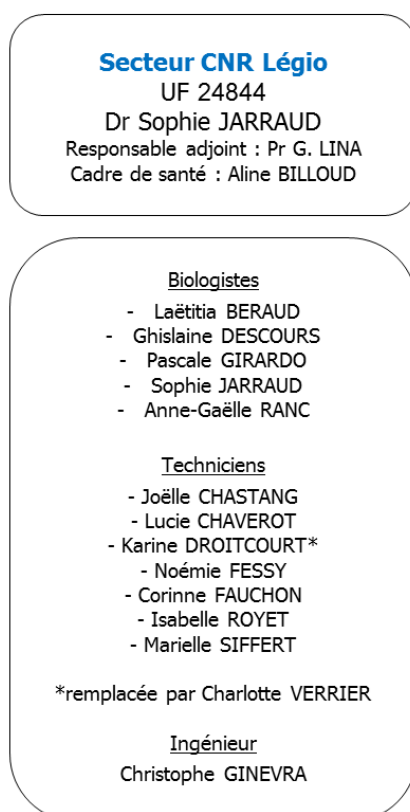 Secteur CNR Légio
UF 24844
Dr Sophie JARRAUD
Responsable adjoint : Pr G. LINA
Cadre de santé : Aline BILLOUD
Biologistes
- Laëtitia BERAUD
- Ghislaine DESCOURS
- Pascale GIRARDO
- Sophie JARRAUD
- Anne-Gaëlle RANC
Techniciens
- Joëlle CHASTANG
- Lucie CHAVEROT
- Karine DROITCOURT*
- Noémie FESSY
- Corinne FAUCHON
- Isabelle ROYET
- Marielle SIFFERT
*remplacée par Charlotte VERRIER
Ingénieur
Christophe GINEVRA